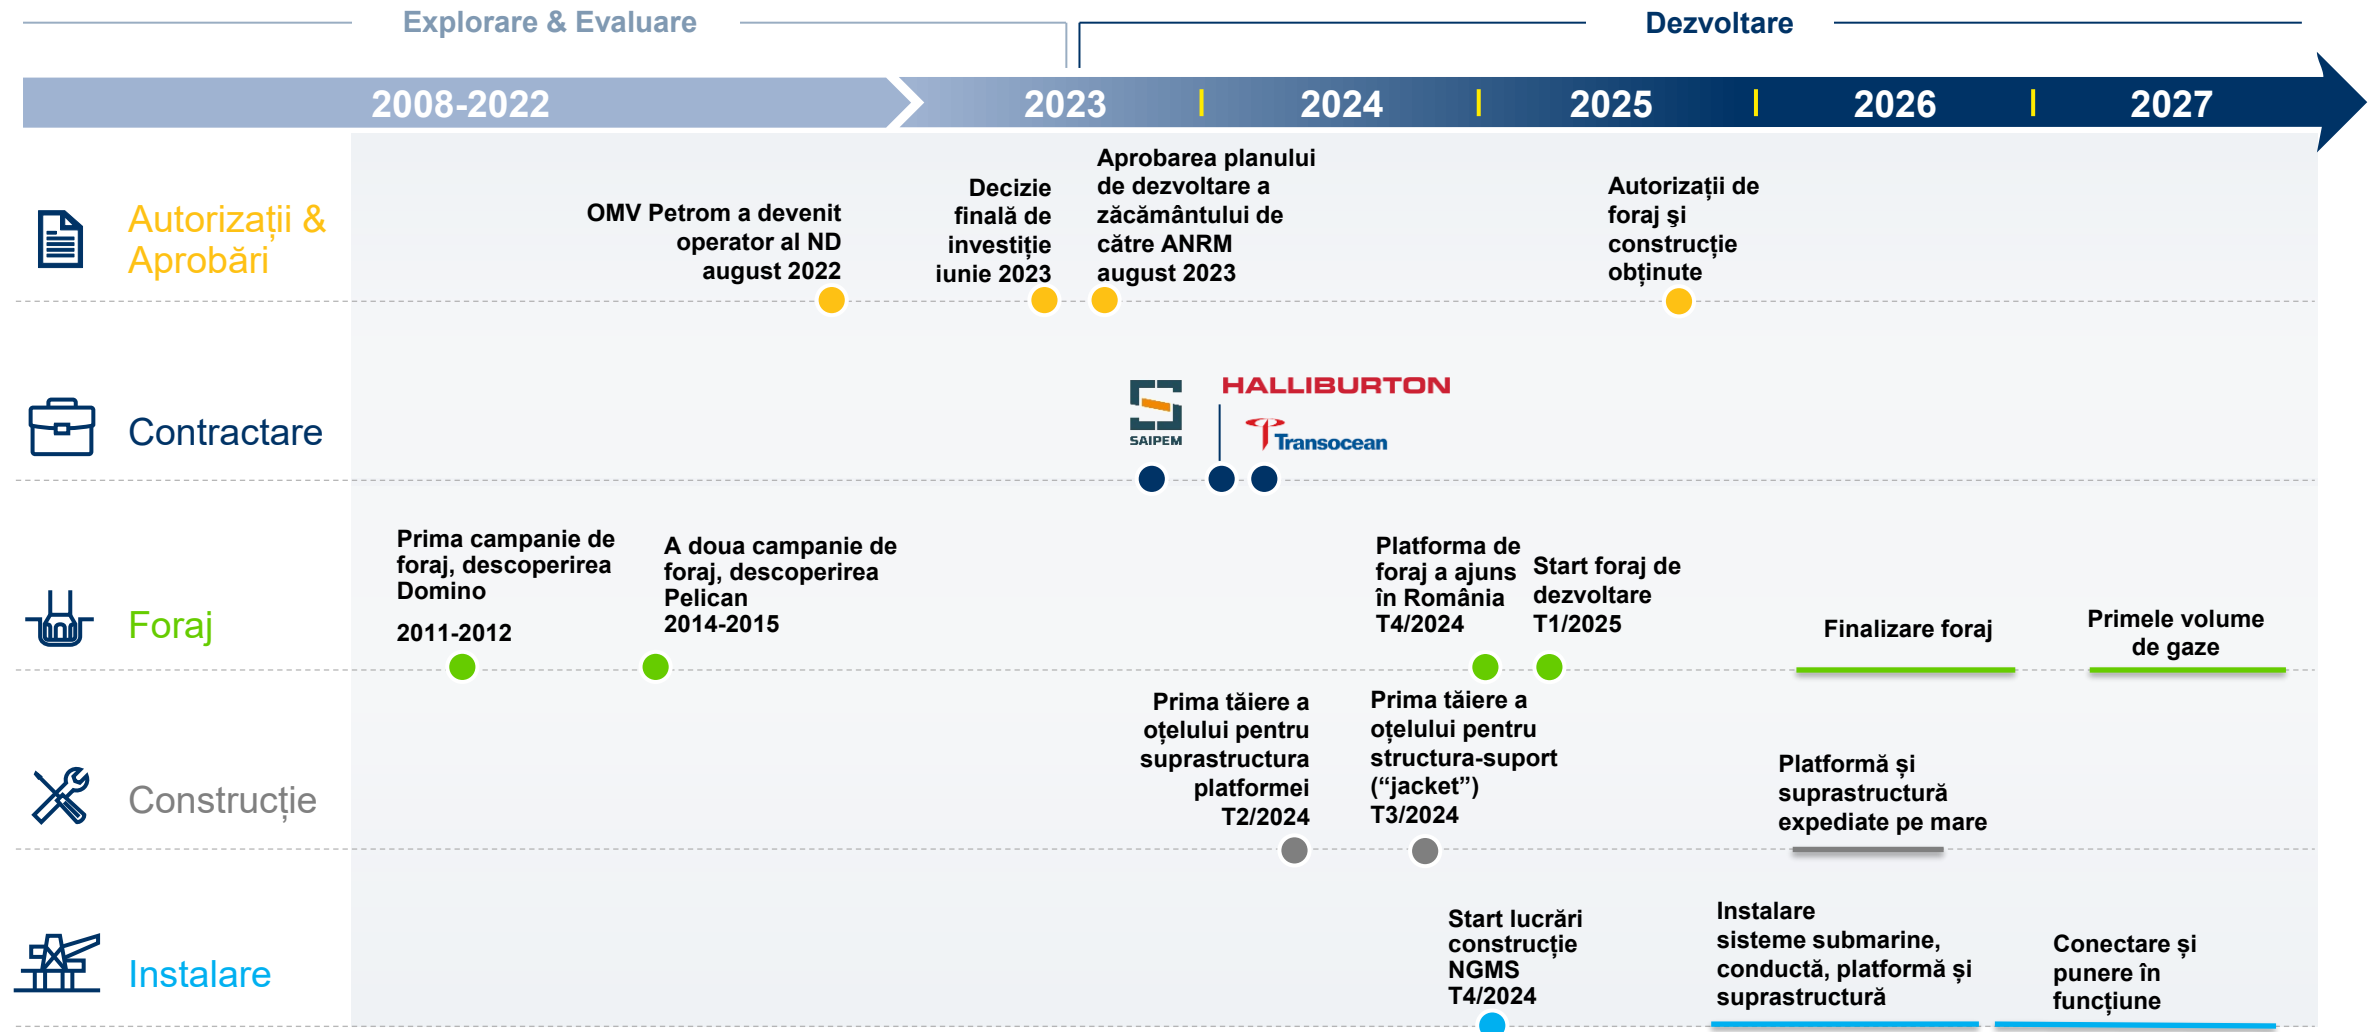 Explorare & Evaluare
Dezvoltare
2008-2022
2023
2024
2025
2026
2027
Autorizații &
Aprobări
OMV Petrom a devenit
operator al ND
august 2022
Decizie
finală de
investiție
iunie 2023
Aprobarea planului
de dezvoltare a
zăcământului de
către ANRM
august 2023
Autorizații de
foraj şi
construcție
obținute
Contractare
SAIPEM
HALLIBURTON
Transocean
Foraj
Prima campanie de
foraj, descoperirea
Domino
2011-2012
A doua campanie de
foraj, descoperirea
Pelican
2014-2015
Platforma de
foraj a ajuns
în România
T4/2024
Start foraj de
dezvoltare
T1/2025
Finalizare foraj
Primele volume
de gaze
Construcție
Prima tăiere a
oțelului pentru
suprastructura
platformei
T2/2024
Prima tăiere a
oțelului pentru
structura-suport
(“jacket”)
T3/2024
Platformă și
suprastructură
expediate pe mare
Instalare
Start lucrări
construcție
NGMS
T4/2024
Instalare
sisteme submarine,
conductă, platformă și
suprastructură
Conectare și
punere în
funcțiune